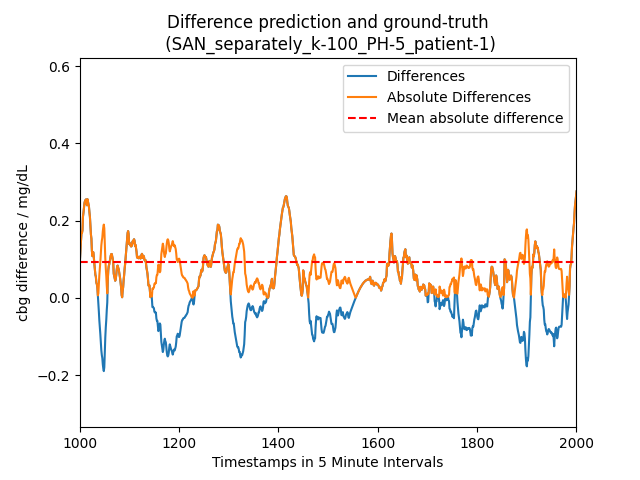 Difference prediction and ground-truth
(SAN_separately_k-100_PH-5_patient-1)
Differences
Absolute Differences
Mean absolute difference
cbg difference / mg/dL
0.6
0.4
0.2
0.0
−0.2
1000
1200
1400
1600
1800
2000
Timestamps in 5 Minute Intervals